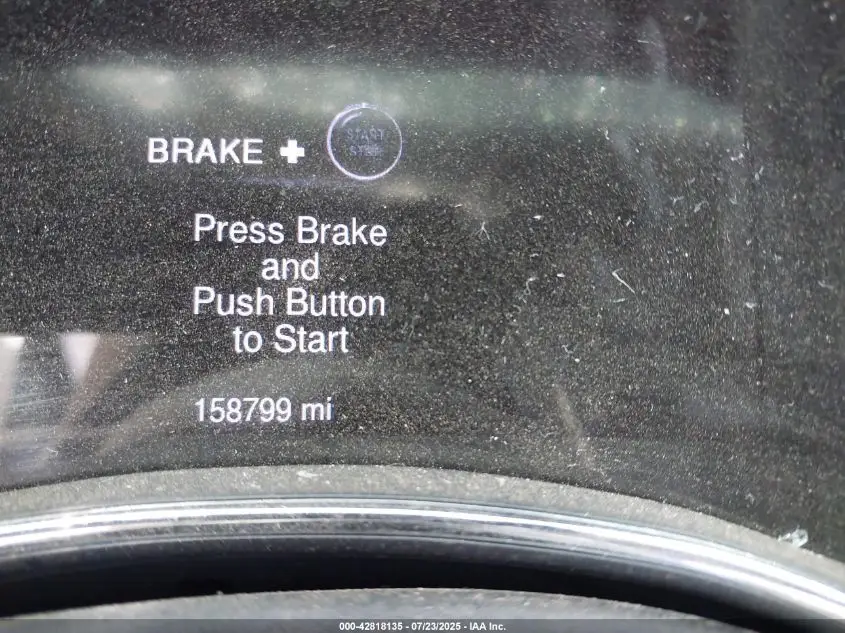 BRAKE + START STOP
Press Brake
and
Push Button
to Start
158799 mi
000-42818135 - 07/23/2025 - IAA Inc.